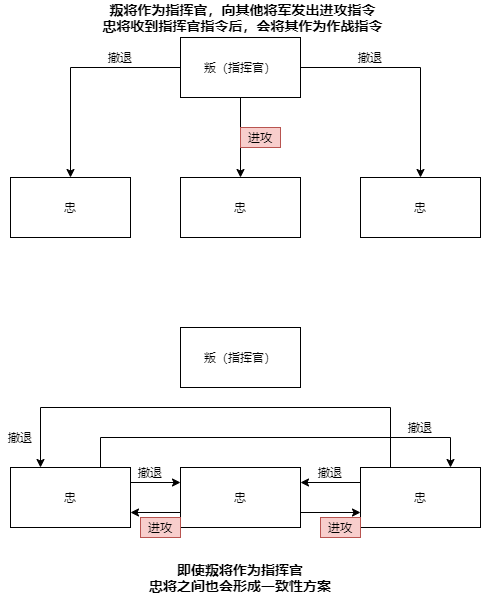 叛将作为指挥官，向其他将军发出进攻指令
忠将收到指挥官指令后，会将其作为作战指令
撤退
叛（指挥官）
撤退
进攻
忠
忠
忠
叛（指挥官）
撤退
撤退
撤退
撤退
忠
忠
忠
进攻
进攻
即使叛将作为指挥官
忠将之间也会形成一致性方案